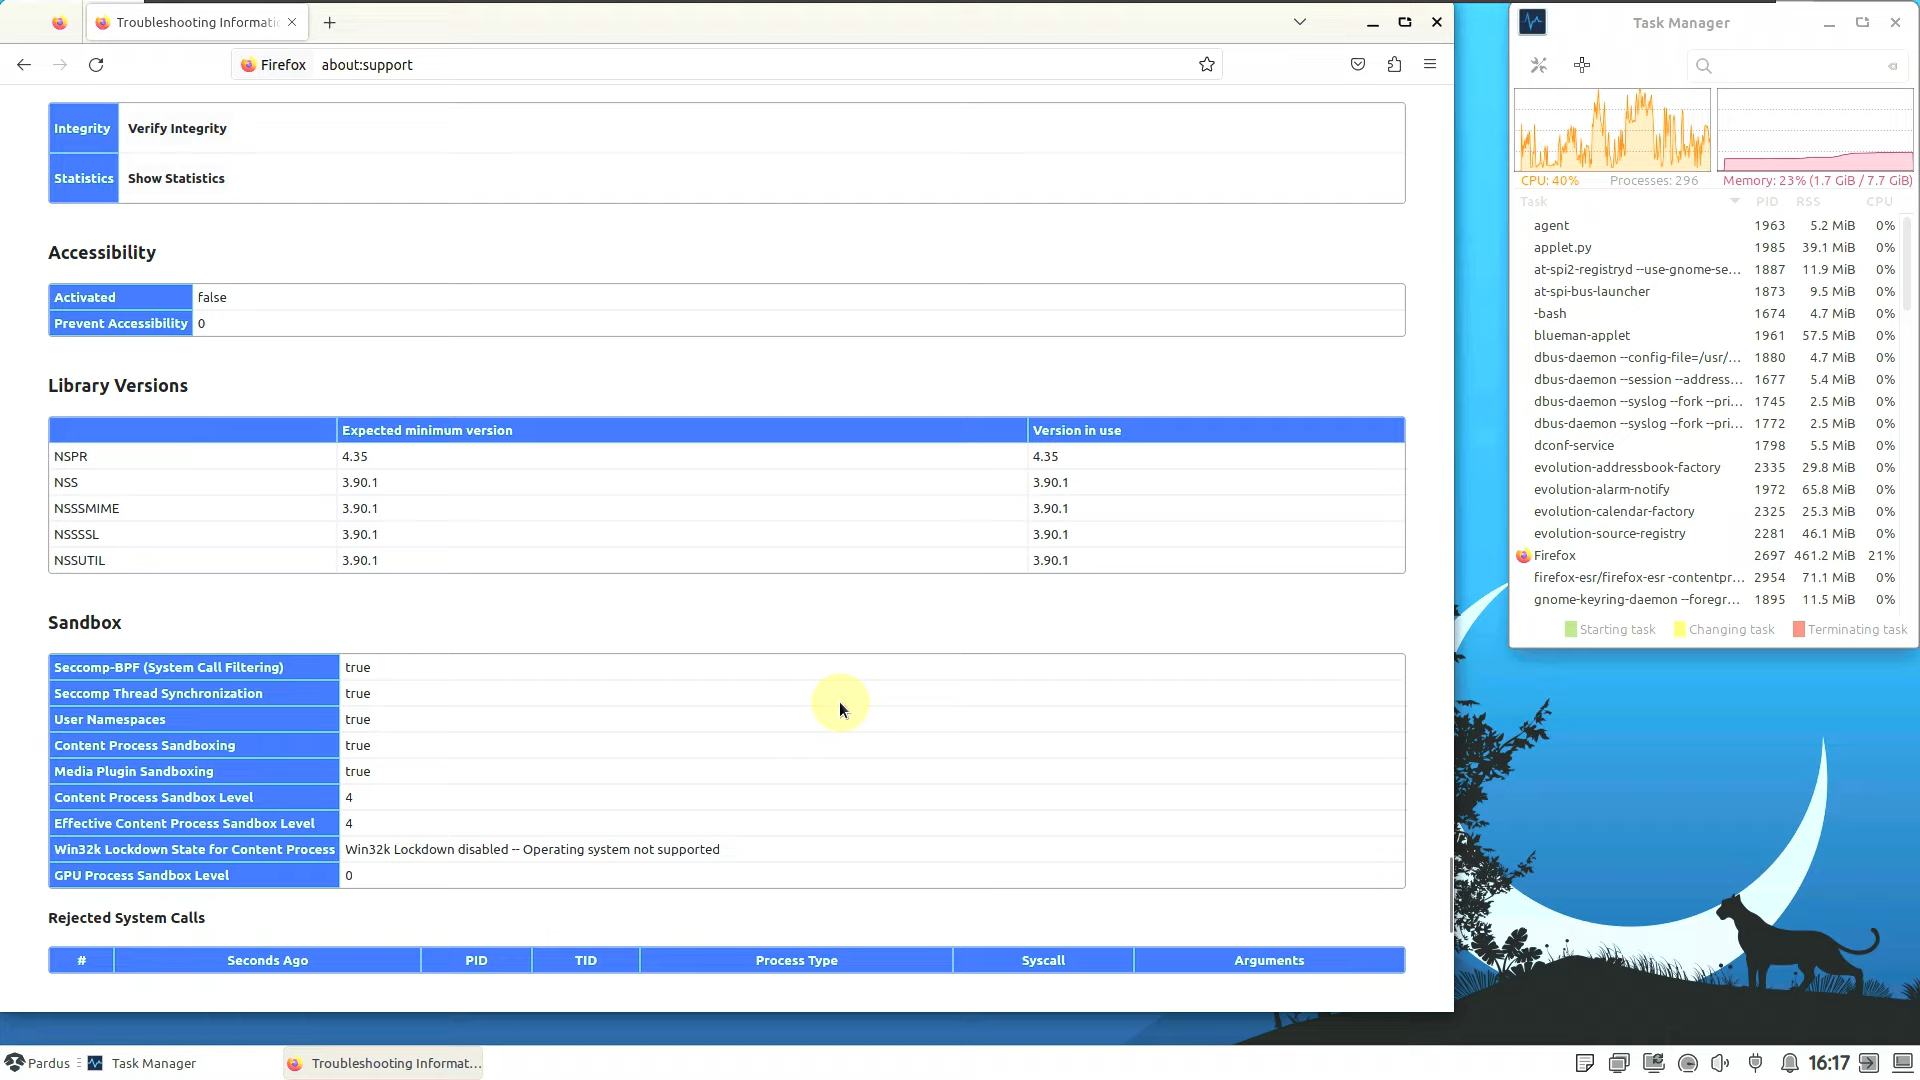 Troubleshooting Informati
Firefox about:support
Integrity Verify Integrity
Statistics Show Statistics
Accessibility
Activated false
Prevent Accessibility 0
Library Versions
Expected minimum version Version in use
NSPR 4.35 4.35
NSS 3.90.1 3.90.1
NSSSMIME 3.90.1 3.90.1
NSSSSL 3.90.1 3.90.1
NSSUTIL 3.90.1 3.90.1
Sandbox
Seccomp-BPF (System Call Filtering) true
Seccomp Thread Synchronization true
User Namespaces true
Content Process Sandboxing true
Media Plugin Sandboxing true
Content Process Sandbox Level 4
Effective Content Process Sandbox Level 4
Win32k Lockdown State for Content Process Win32k Lockdown disabled -- Operating system not supported
GPU Process Sandbox Level 0
Rejected System Calls
# Seconds Ago PID TID Process Type Syscall Arguments
Task Manager
CPU: 40% Processes: 296 Memory: 23% (1.7 GiB / 7.7 GiB)
Task PID RSS CPU
agent 1963 5.2 MiB 0%
applet.py 1985 39.1 MiB 0%
at-spi2-registryd --use-gnome-se... 1887 11.9 MiB 0%
at-spi-bus-launcher 1873 9.5 MiB 0%
-bash 1674 4.7 MiB 0%
blueman-applet 1961 57.5 MiB 0%
dbus-daemon --config-file=/usr/... 1880 4.7 MiB 0%
dbus-daemon --session --address... 1677 5.4 MiB 0%
dbus-daemon --syslog --fork --pri... 1745 2.5 MiB 0%
dbus-daemon --syslog --fork --pri... 1772 2.5 MiB 0%
dconf-service 1798 5.5 MiB 0%
evolution-addressbook-factory 2335 29.8 MiB 0%
evolution-alarm-notify 1972 65.8 MiB 0%
evolution-calendar-factory 2325 25.3 MiB 0%
evolution-source-registry 2281 46.1 MiB 0%
Firefox 2697 461.2 MiB 21%
firefox-esr/firefox-esr -contentpr... 2954 71.1 MiB 0%
gnome-keyring-daemon --foregr... 1895 11.5 MiB 0%
Starting task Changing task Terminating task
Pardus Task Manager Troubleshooting Informat... 16:17